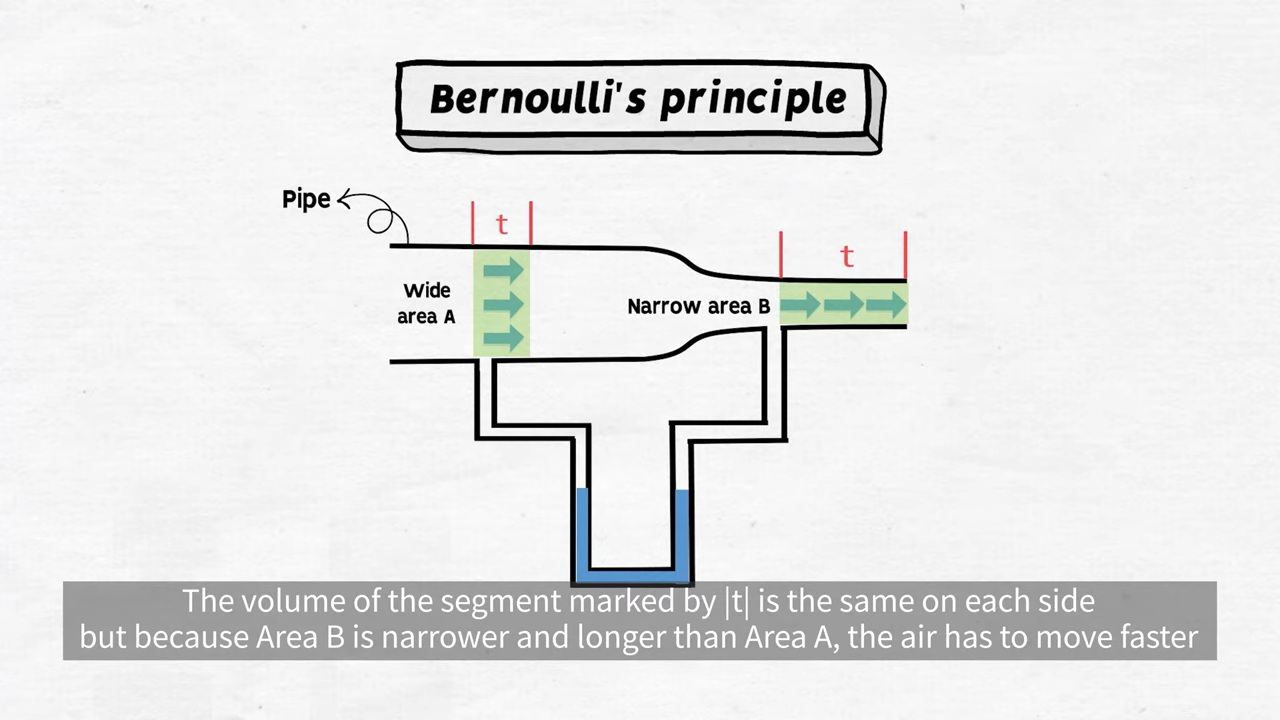 Bernoulli's principle
Pipe
t
t
Wide
area A
Narrow area B
The volume of the segment marked by |t| is the same on each side
but because Area B is narrower and longer than Area A, the air has to move faster